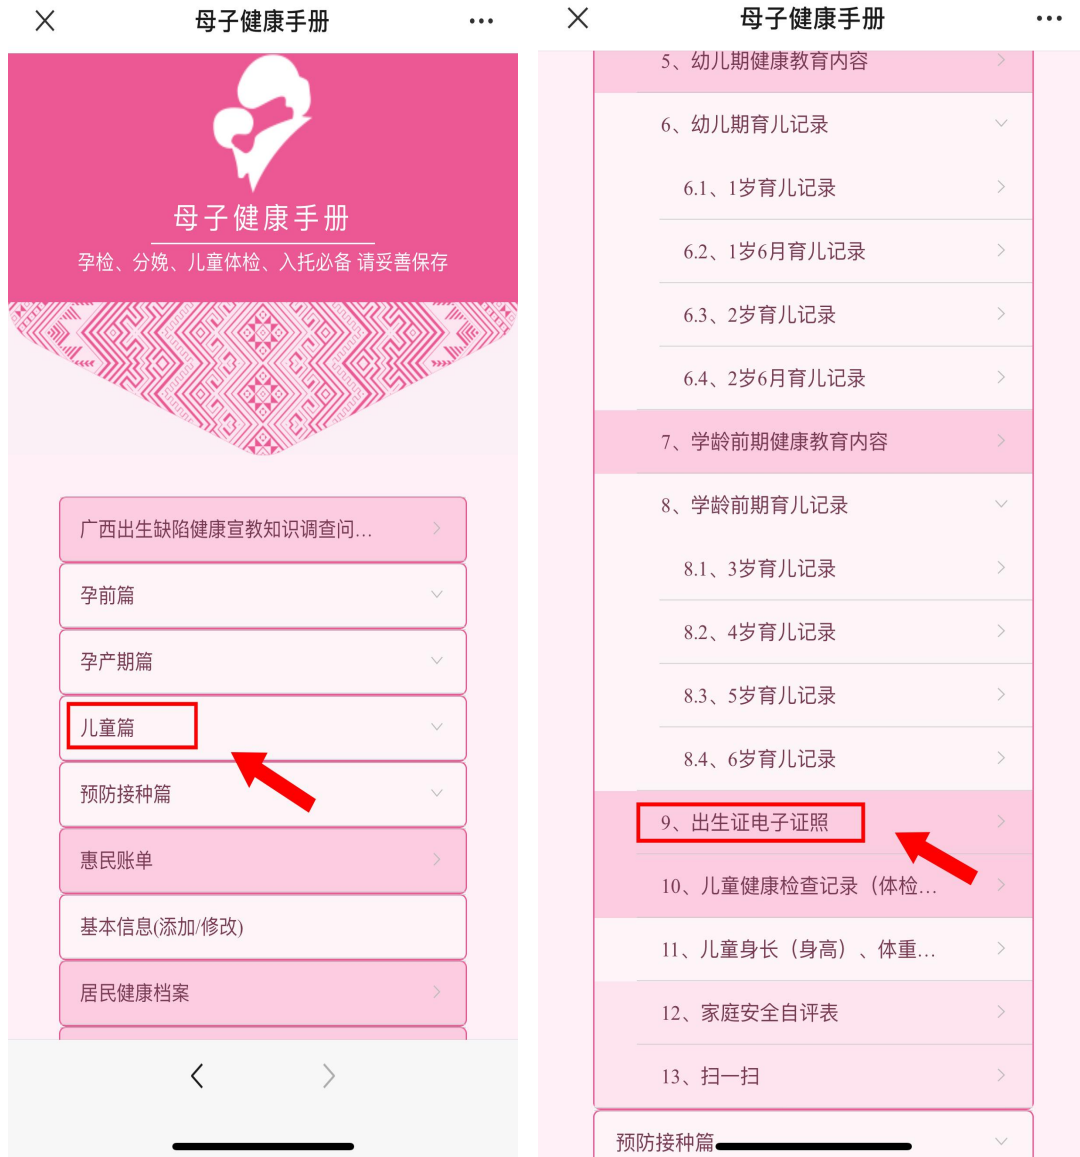 母子健康手册
母子健康手册
孕检、分娩、儿童体检、入托必备 请妥善保存
广西出生缺陷健康宣教知识调查问...
孕前篇
孕产期篇
儿童篇
预防接种篇
惠民账单
基本信息(添加/修改)
居民健康档案
母子健康手册
5、幼儿期健康教育内容
6、幼儿期育儿记录
6.1、1岁育儿记录
6.2、1岁6月育儿记录
6.3、2岁育儿记录
6.4、2岁6月育儿记录
7、学龄前期健康教育内容
8、学龄前期育儿记录
8.1、3岁育儿记录
8.2、4岁育儿记录
8.3、5岁育儿记录
8.4、6岁育儿记录
9、出生证电子证照
10、儿童健康检查记录（体检...
11、儿童身长（身高）、体重...
12、家庭安全自评表
13、扫一扫
预防接种篇